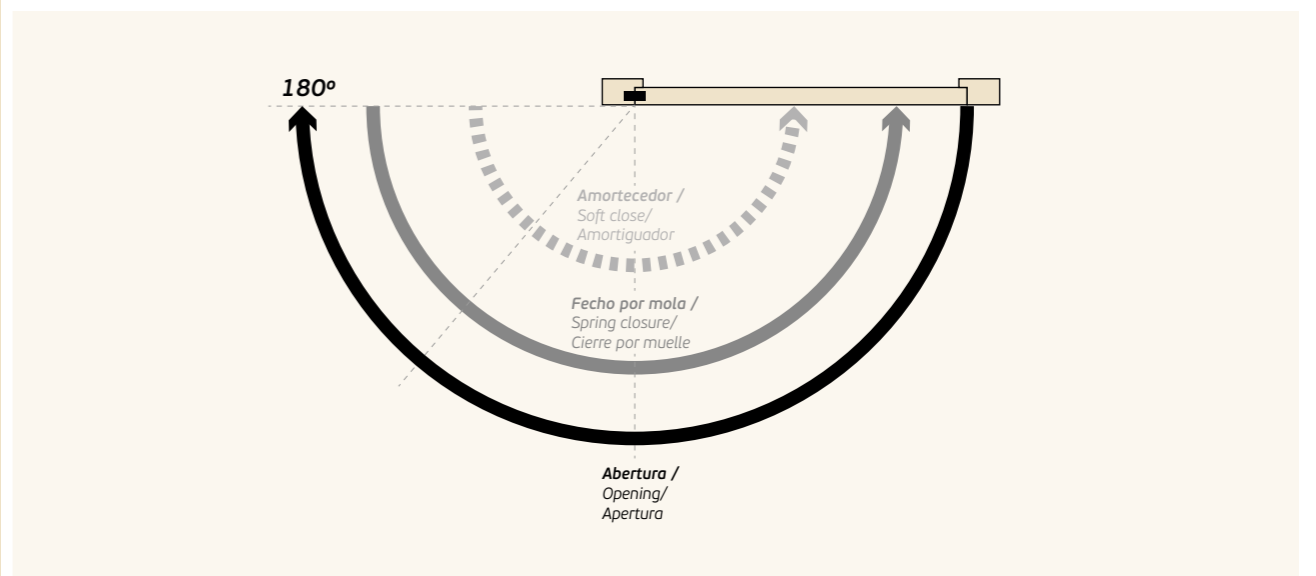 180º
Amortecedor /
Soft close/
Amortiguador
Fecho por mola /
Spring closure/
Cierre por muelle
Abertura /
Opening/
Apertura